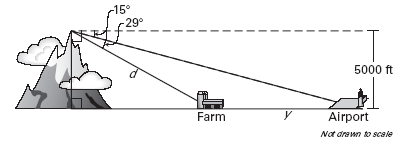 15°
29°
d
5000 ft
Farm
y
Airport
Not drawn to scale